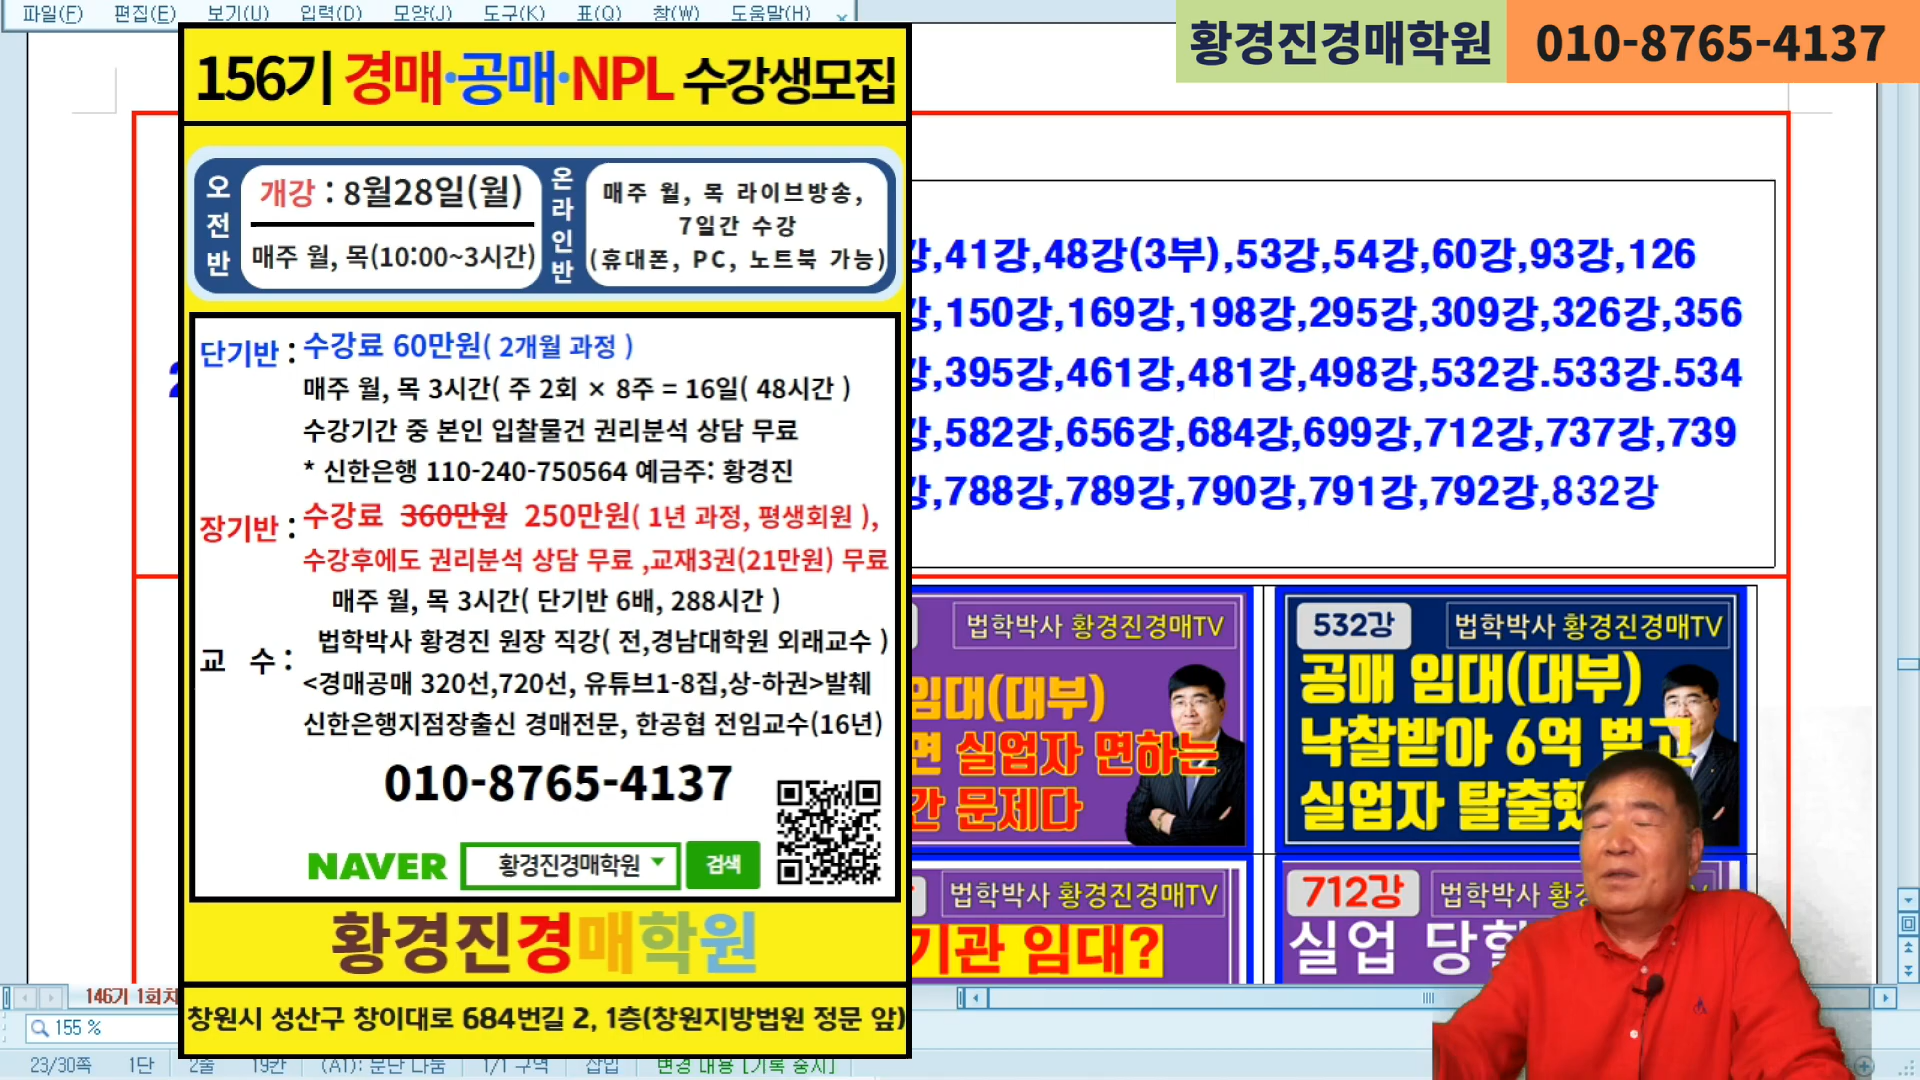 파일(F) 편집(E) 보기(U) 입력(D) 모양(J) 도구(K) 표(Q) 창(W) 도움말(H)
황경진경매학원 010-8765-4137
156기 경매·공매·NPL 수강생모집
오전반
개강 : 8월28일(월)
매주 월, 목(10:00~3시간)
온라인반
매주 월, 목 라이브방송,
7일간 수강
(휴대폰, PC, 노트북 가능)
단기반 : 수강료 60만원( 2개월 과정 )
매주 월, 목 3시간( 주 2회 × 8주 = 16일( 48시간 )
수강기간 중 본인 입찰물건 권리분석 상담 무료
* 신한은행 110-240-750564 예금주: 황경진
장기반 : 수강료 360만원 250만원( 1년 과정, 평생회원 ),
수강후에도 권리분석 상담 무료 ,교재3권(21만원) 무료
매주 월, 목 3시간( 단기반 6배, 288시간 )
교 수 : 법학박사 황경진 원장 직강( 전,경남대학원 외래교수 )
<경매공매 320선,720선, 유튜브1-8집,상-하권>발췌
신한은행지점장출신 경매전문, 한공협 전임교수(16년)
010-8765-4137
NAVER 황경진경매학원 검색
황경진경매학원
창원시 성산구 창이대로 684번길 2, 1층(창원지방법원 정문 앞)
강,41강,48강(3부),53강,54강,60강,93강,126
강,150강,169강,198강,295강,309강,326강,356
강,395강,461강,481강,498강,532강.533강.534
강,582강,656강,684강,699강,712강,737강,739
강,788강,789강,790강,791강,792강,832강
법학박사 황경진경매TV
임대(대부)
면 실업자 면하는
간 문제다
532강 법학박사 황경진경매TV
공매 임대(대부)
낙찰받아 6억 벌고
실업자 탈출했
법학박사 황경진경매TV
기관 임대?
712강 법학박사
실업 당할
146기 1회차
155 %
23/30쪽 1단 2줄 19칸 (A1): 문단 나눔 1/1 구역 삽입 변경 내용 [기록 중지]